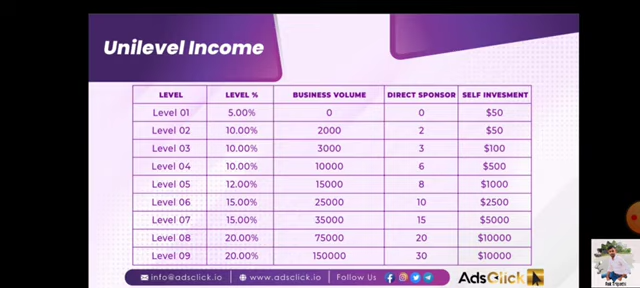 Unilevel Income
LEVEL LEVEL % BUSINESS VOLUME DIRECT SPONSOR SELF INVESMENT
Level 01 5.00% 0 0 $50
Level 02 10.00% 2000 2 $50
Level 03 10.00% 3000 3 $100
Level 04 10.00% 10000 6 $500
Level 05 12.00% 15000 8 $1000
Level 06 15.00% 25000 10 $2500
Level 07 15.00% 35000 15 $5000
Level 08 20.00% 75000 20 $10000
Level 09 20.00% 150000 30 $10000
info@adsclick.io www.adsclick.io Follow Us AdsClick